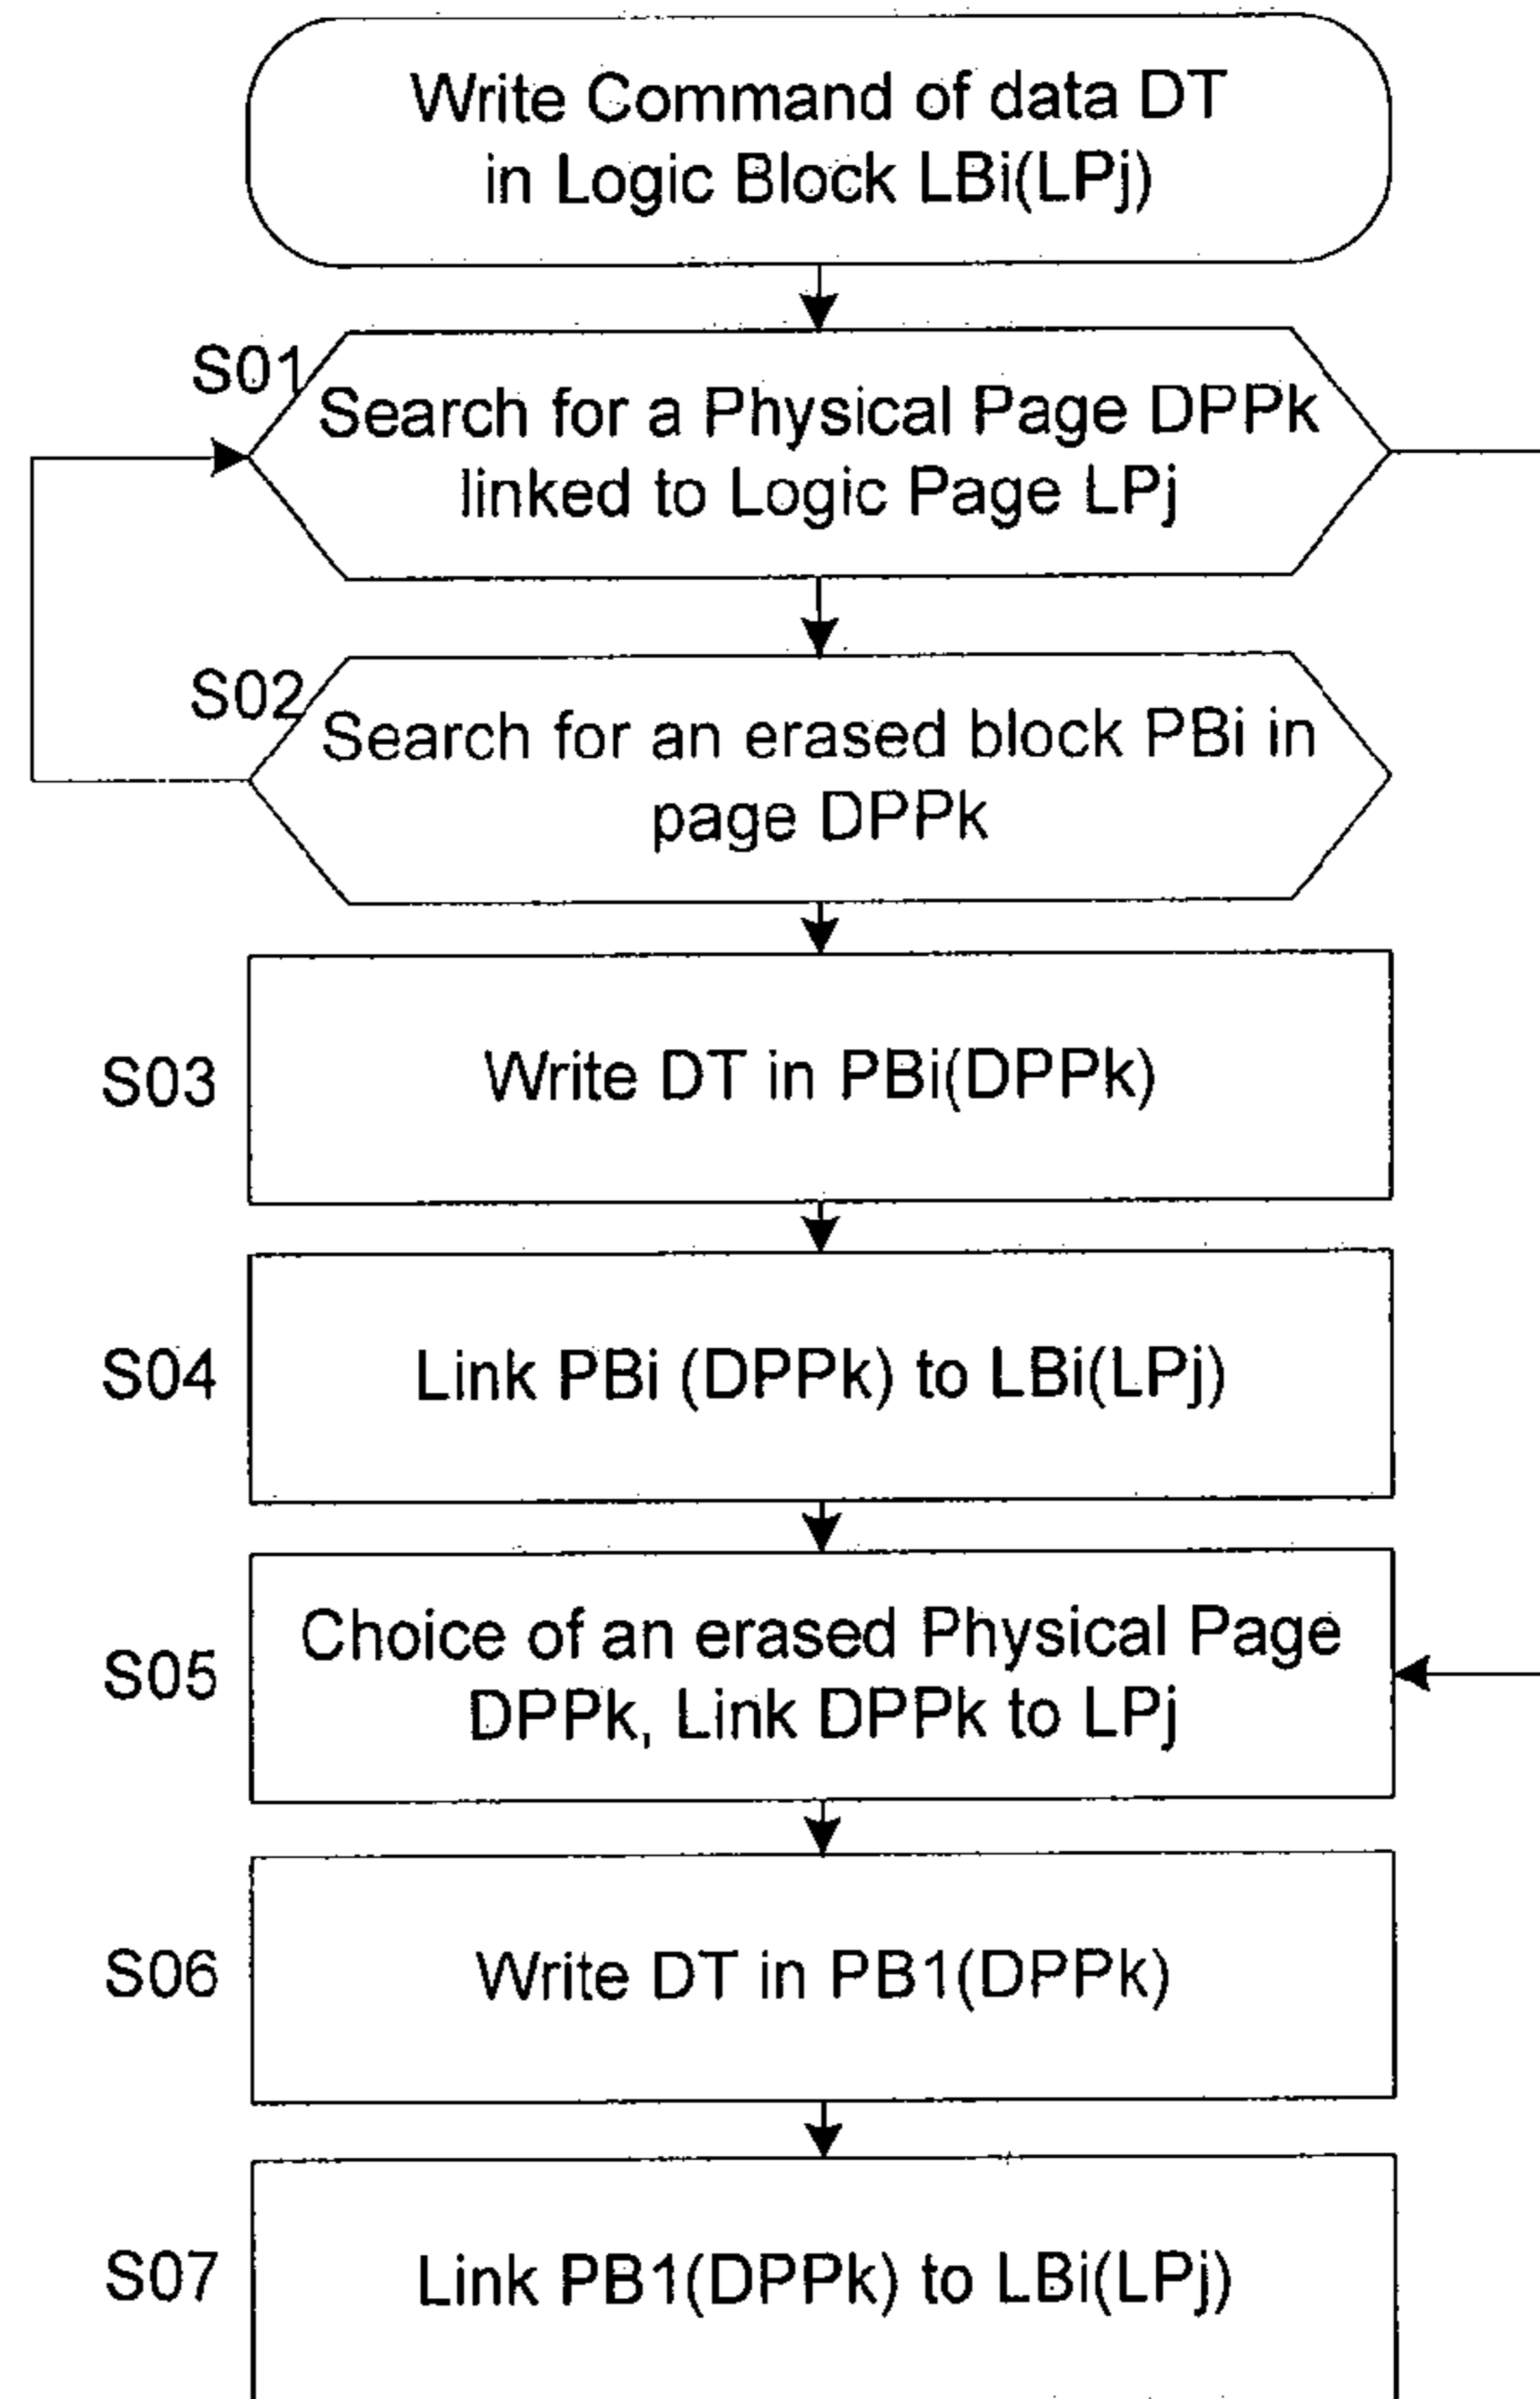 Write Command of data DT
in Logic Block LBi(LPj)
S01
Search for a Physical Page DPPk
linked to Logic Page LPj
S02
Search for an erased block PBi in
page DPPk
S03
Write DT in PBi(DPPk)
S04
Link PBi (DPPk) to LBi(LPj)
S05
Choice of an erased Physical Page
DPPk, Link DPPk to LPj
S06
Write DT in PB1(DPPk)
S07
Link PB1(DPPk) to LBi(LPj)